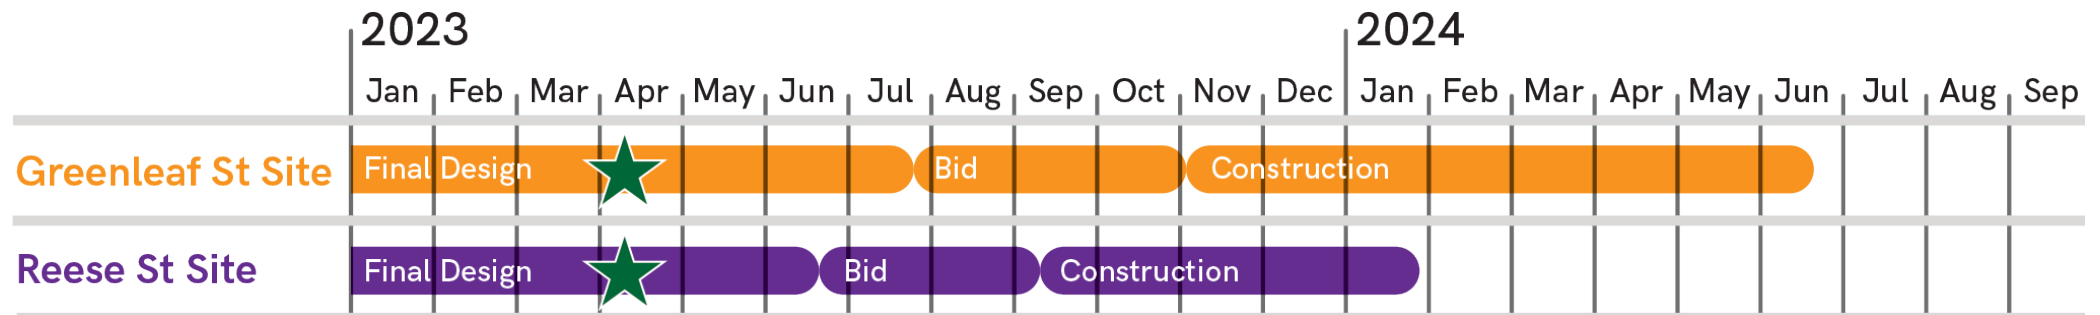 2023 2024
Jan Feb Mar Apr May Jun Jul Aug Sep Oct Nov Dec Jan Feb Mar Apr May Jun Jul Aug Sep
Greenleaf St Site Final Design Bid Construction
Reese St Site Final Design Bid Construction